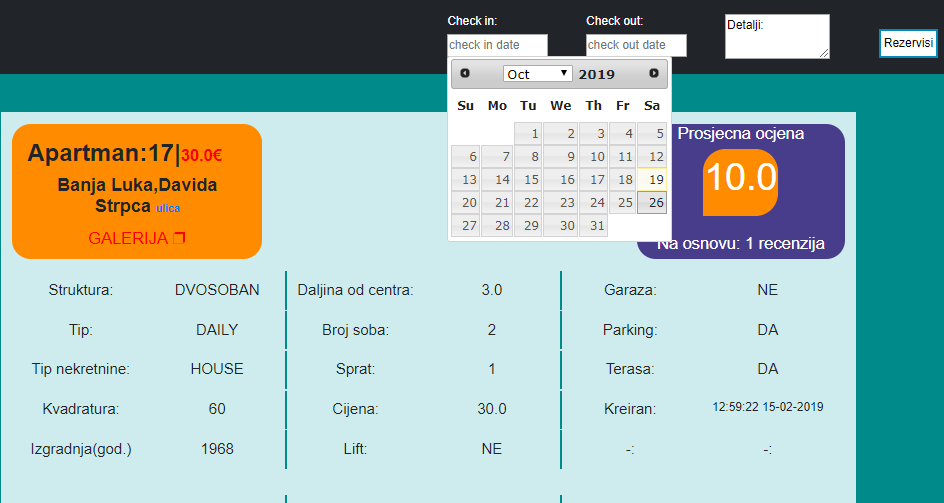 Check in:
Check out:
check in date
check out date
Detalji:
Rezervisi
Oct 2019
Su Mo Tu We Th Fr Sa
1 2 3 4 5
6 7 8 9 10 11 12
13 14 15 16 17 18 19
20 21 22 23 24 25 26
27 28 29 30 31
Apartman:17|30.0€
Banja Luka,Davida
Strpca ulica
GALERIJA
Prosjecna ocjena
10.0
Na osnovu: 1 recenzija
Struktura: DVOSOBAN Daljina od centra: 3.0 Garaza: NE
Tip: DAILY Broj soba: 2 Parking: DA
Tip nekretnine: HOUSE Sprat: 1 Terasa: DA
Kvadratura: 60 Cijena: 30.0 Kreiran: 12:59:22 15-02-2019
Izgradnja(god.) 1968 Lift: NE -: -: